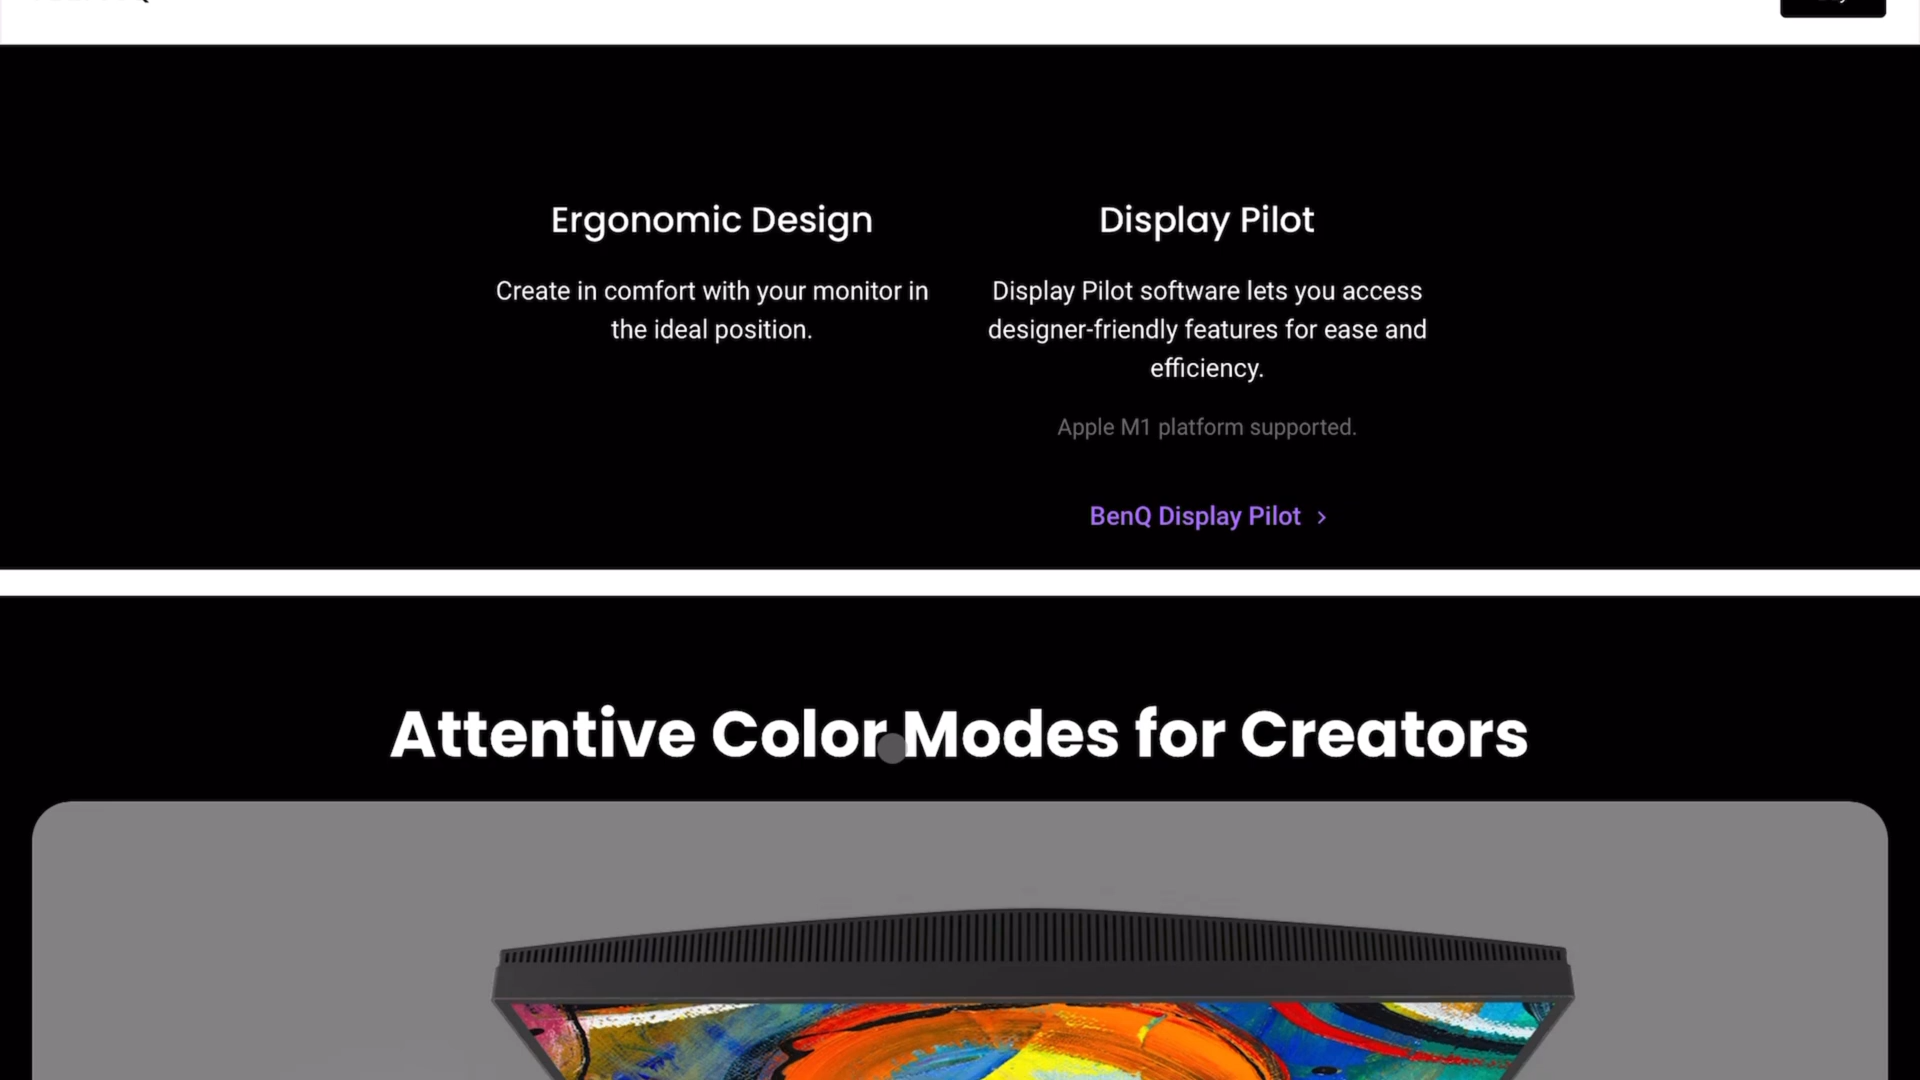 Ergonomic Design
Create in comfort with your monitor in
the ideal position.
Display Pilot
Display Pilot software lets you access
designer-friendly features for ease and
efficiency.
Apple M1 platform supported.
BenQ Display Pilot
Attentive Color Modes for Creators